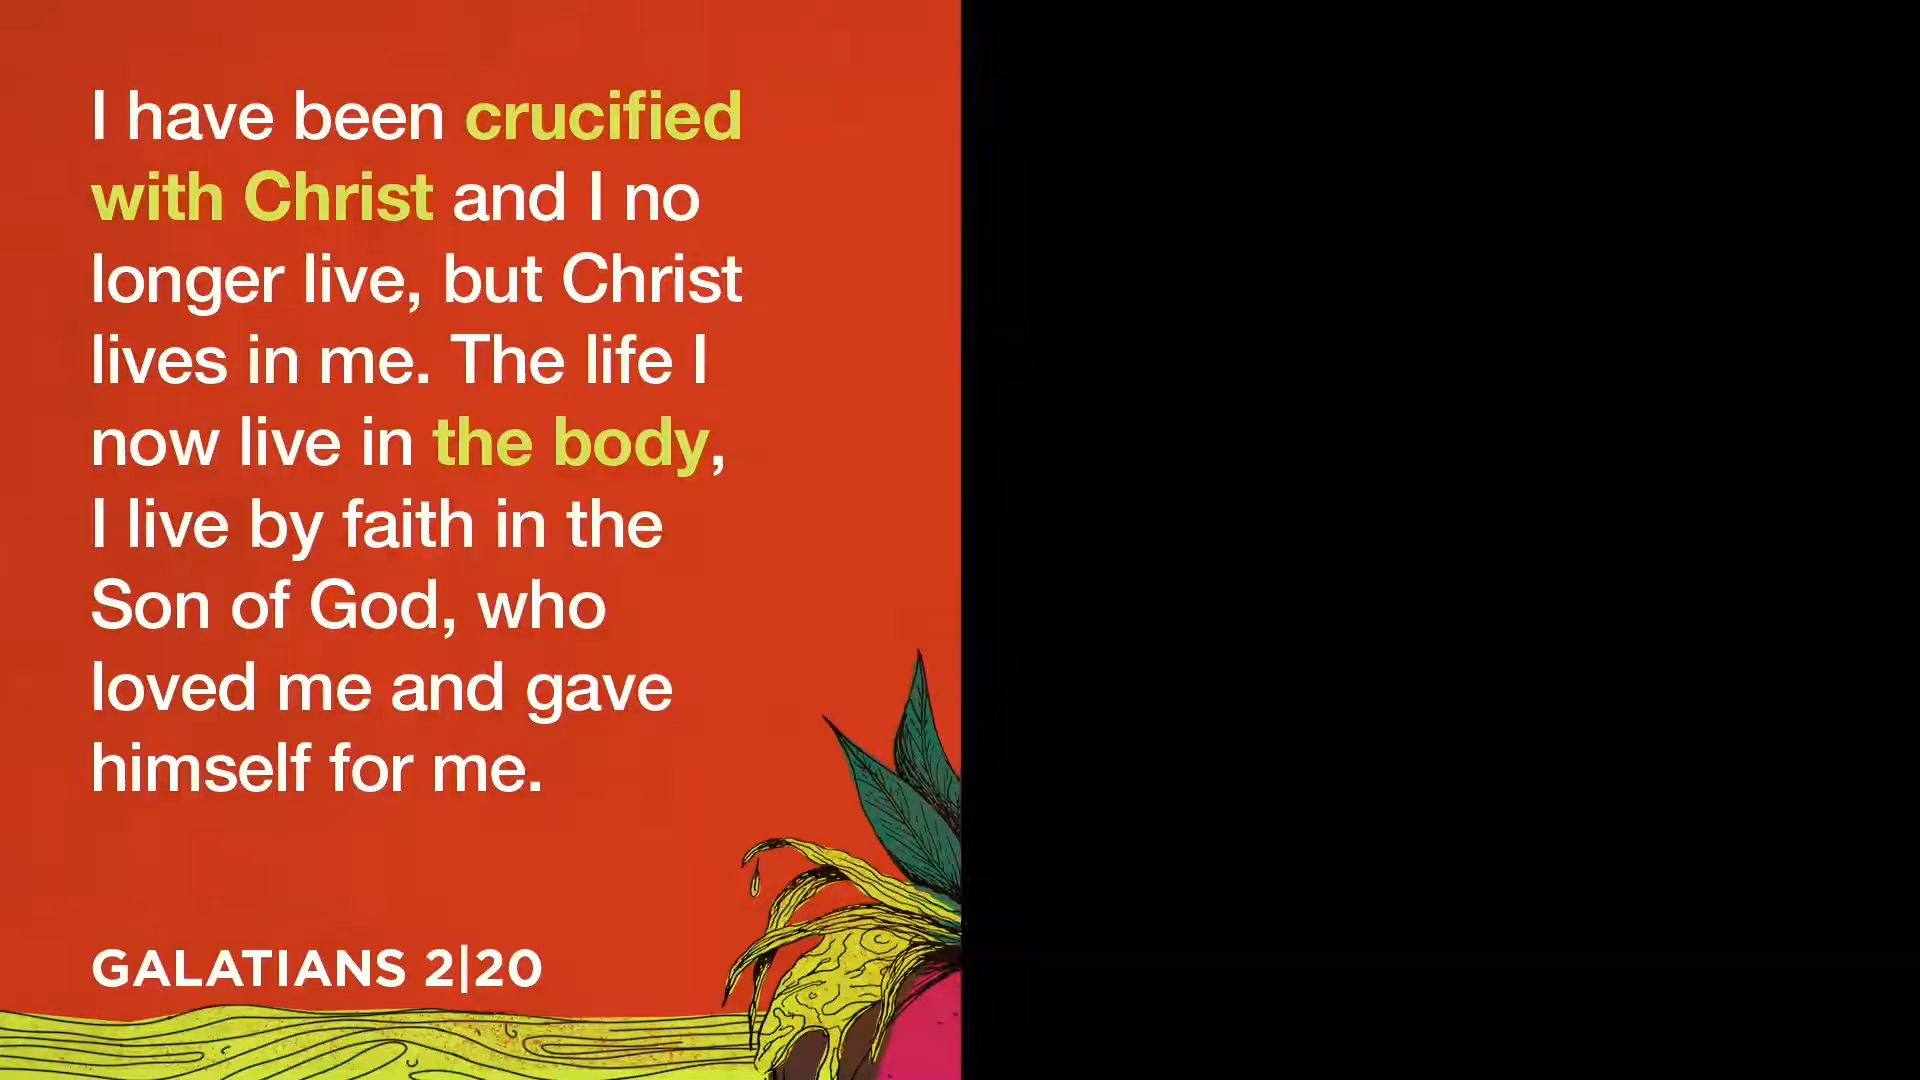 I have been crucified
with Christ and I no
longer live, but Christ
lives in me. The life I
now live in the body,
I live by faith in the
Son of God, who
loved me and gave
himself for me.
GALATIANS 2|20